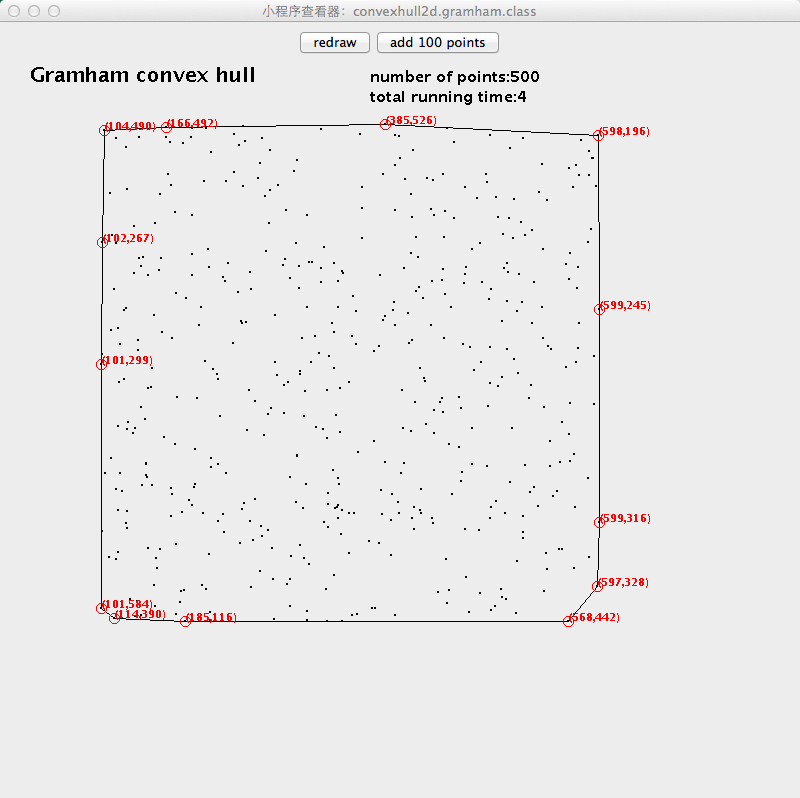 小程序查看器: convexhull2d.gramham.class
redraw
add 100 points
Gramham convex hull
number of points:500
total running time:4
(104,490)
(166,492)
(385,526)
(598,196)
(102,267)
(599,245)
(101,299)
(599,316)
(597,328)
(101,584)
(114,390)
(185,116)
(568,442)